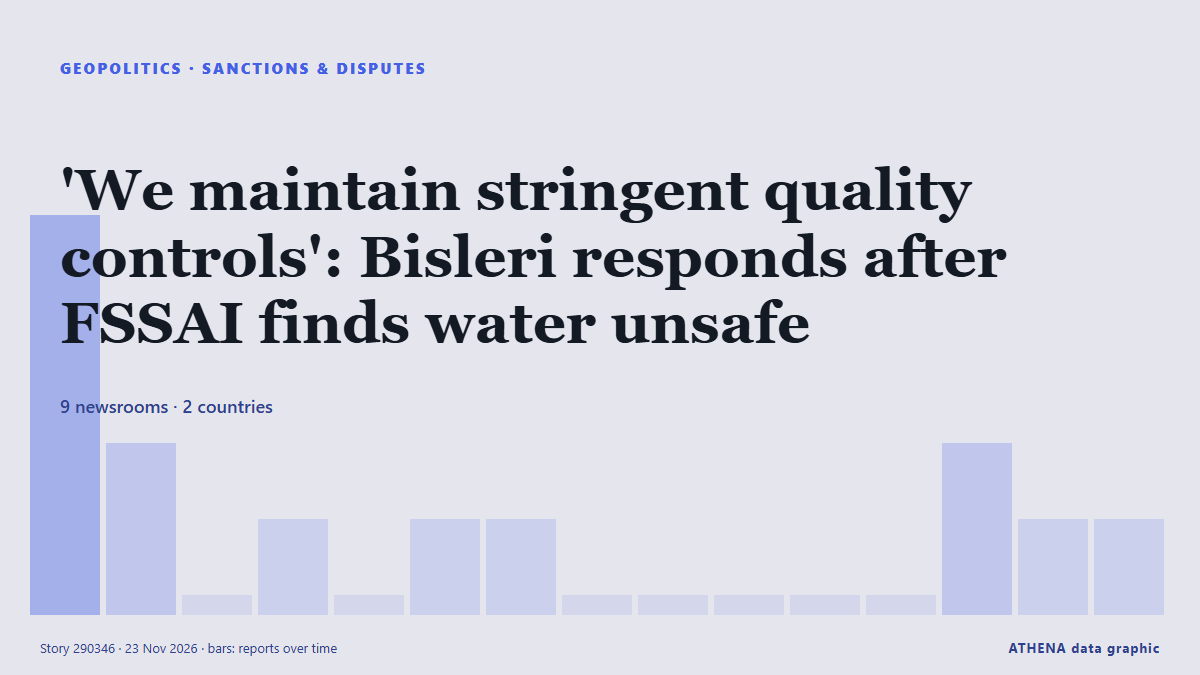 GEOPOLITICS · SANCTIONS & DISPUTES
'We maintain stringent quality
controls': Bisleri responds after
FSSAI finds water unsafe
9 newsrooms · 2 countries
Story 290346 · 23 Nov 2026 · bars: reports over time
ATHENA data graphic